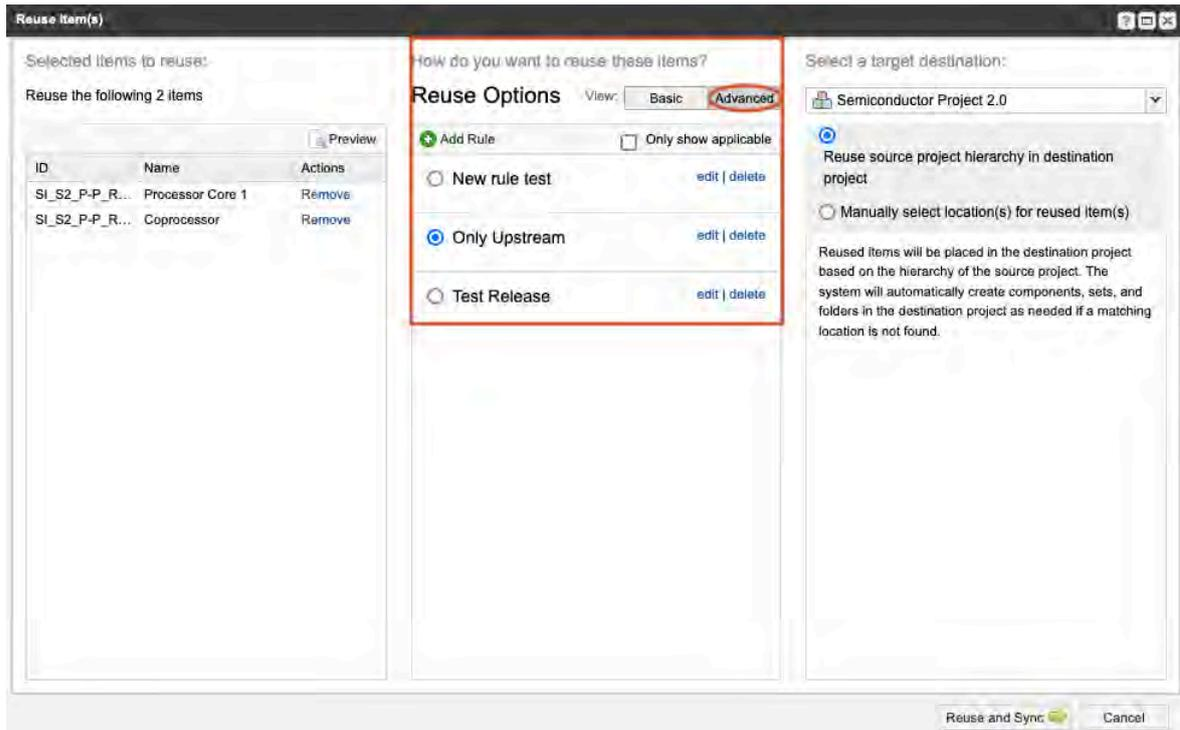 Reuse Item(s)
Selected items to reuse:
Reuse the following 2 items
Preview
ID Name Actions
SI_S2_P-P_R... Processor Core 1 Remove
SI_S2_P-P_R... Coprocessor Remove
How do you want to reuse these items?
Reuse Options View: Basic Advanced
Add Rule Only show applicable
New rule test edit | delete
Only Upstream edit | delete
Test Release edit | delete
Select a target destination:
Semiconductor Project 2.0
Reuse source project hierarchy in destination
project
Manually select location(s) for reused item(s)
Reused items will be placed in the destination project
based on the hierarchy of the source project. The
system will automatically create components, sets, and
folders in the destination project as needed if a matching
location is not found.
Reuse and Sync Cancel